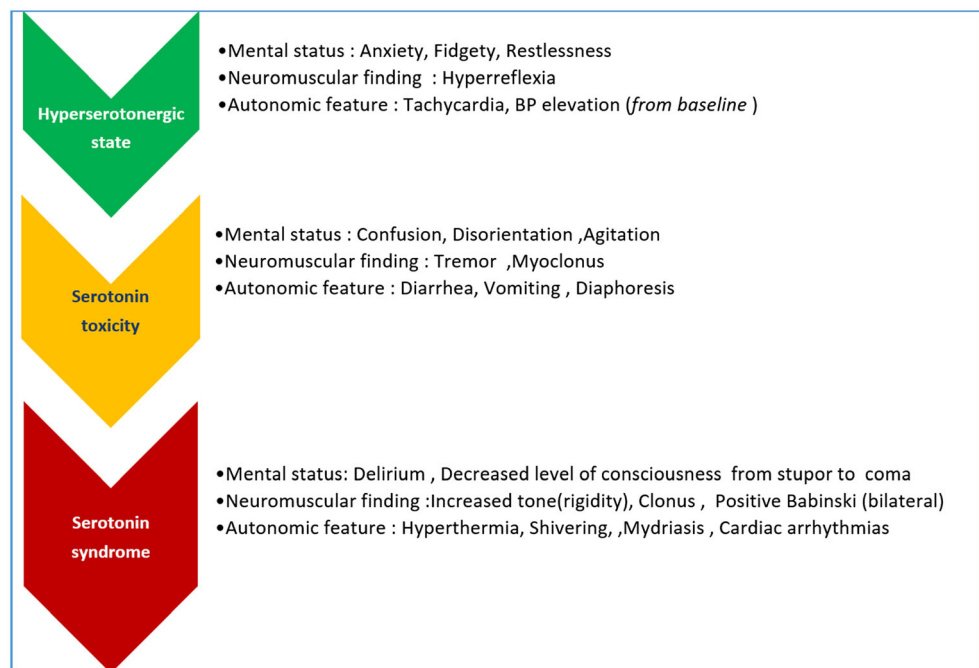 •Mental status : Anxiety, Fidgety, Restlessness
•Neuromuscular finding  : Hyperreflexia
•Autonomic feature : Tachycardia, BP elevation (from baseline )
Hyperserotonergic
state
•Mental status : Confusion, Disorientation ,Agitation
•Neuromuscular finding : Tremor  ,Myoclonus
•Autonomic feature : Diarrhea, Vomiting , Diaphoresis
Serotonin
toxicity
•Mental status: Delirium , Decreased level of consciousness  from stupor to  coma
•Neuromuscular finding :Increased tone(rigidity), Clonus ,  Positive Babinski (bilateral)
•Autonomic feature : Hyperthermia, Shivering, ,Mydriasis , Cardiac arrhythmias
Serotonin
syndrome